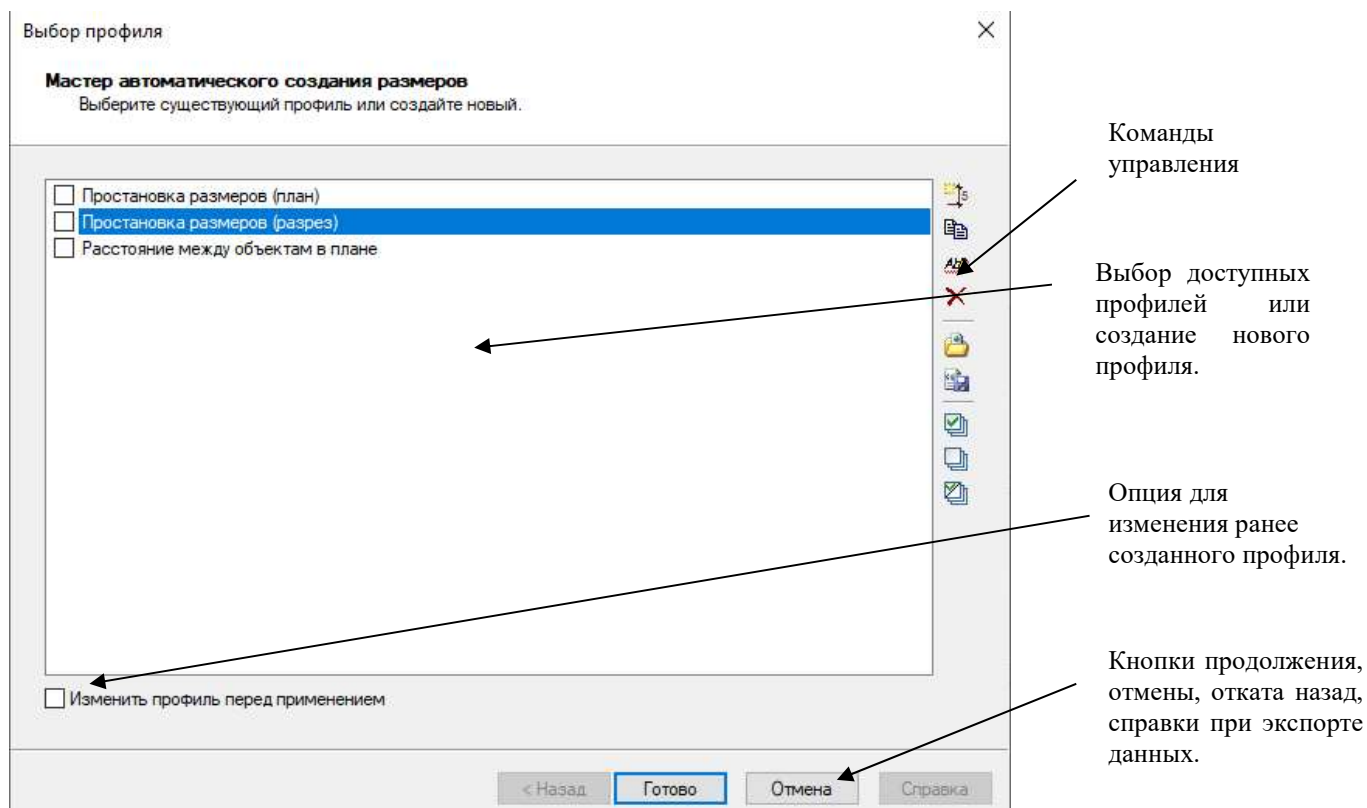 Выбор профиля
Мастер автоматического создания размеров
Выберите существующий профиль или создайте новый.
Простановка размеров (план)
Простановка размеров (разрез)
Расстояние между объектам в плане
Изменить профиль перед применением
< Назад
Готово
Отмена
Справка
Команды
управления
Выбор доступных
профилей или
создание нового
профиля.
Опция для
изменения ранее
созданного профиля.
Кнопки продолжения,
отмены, отката назад,
справки при экспорте
данных.